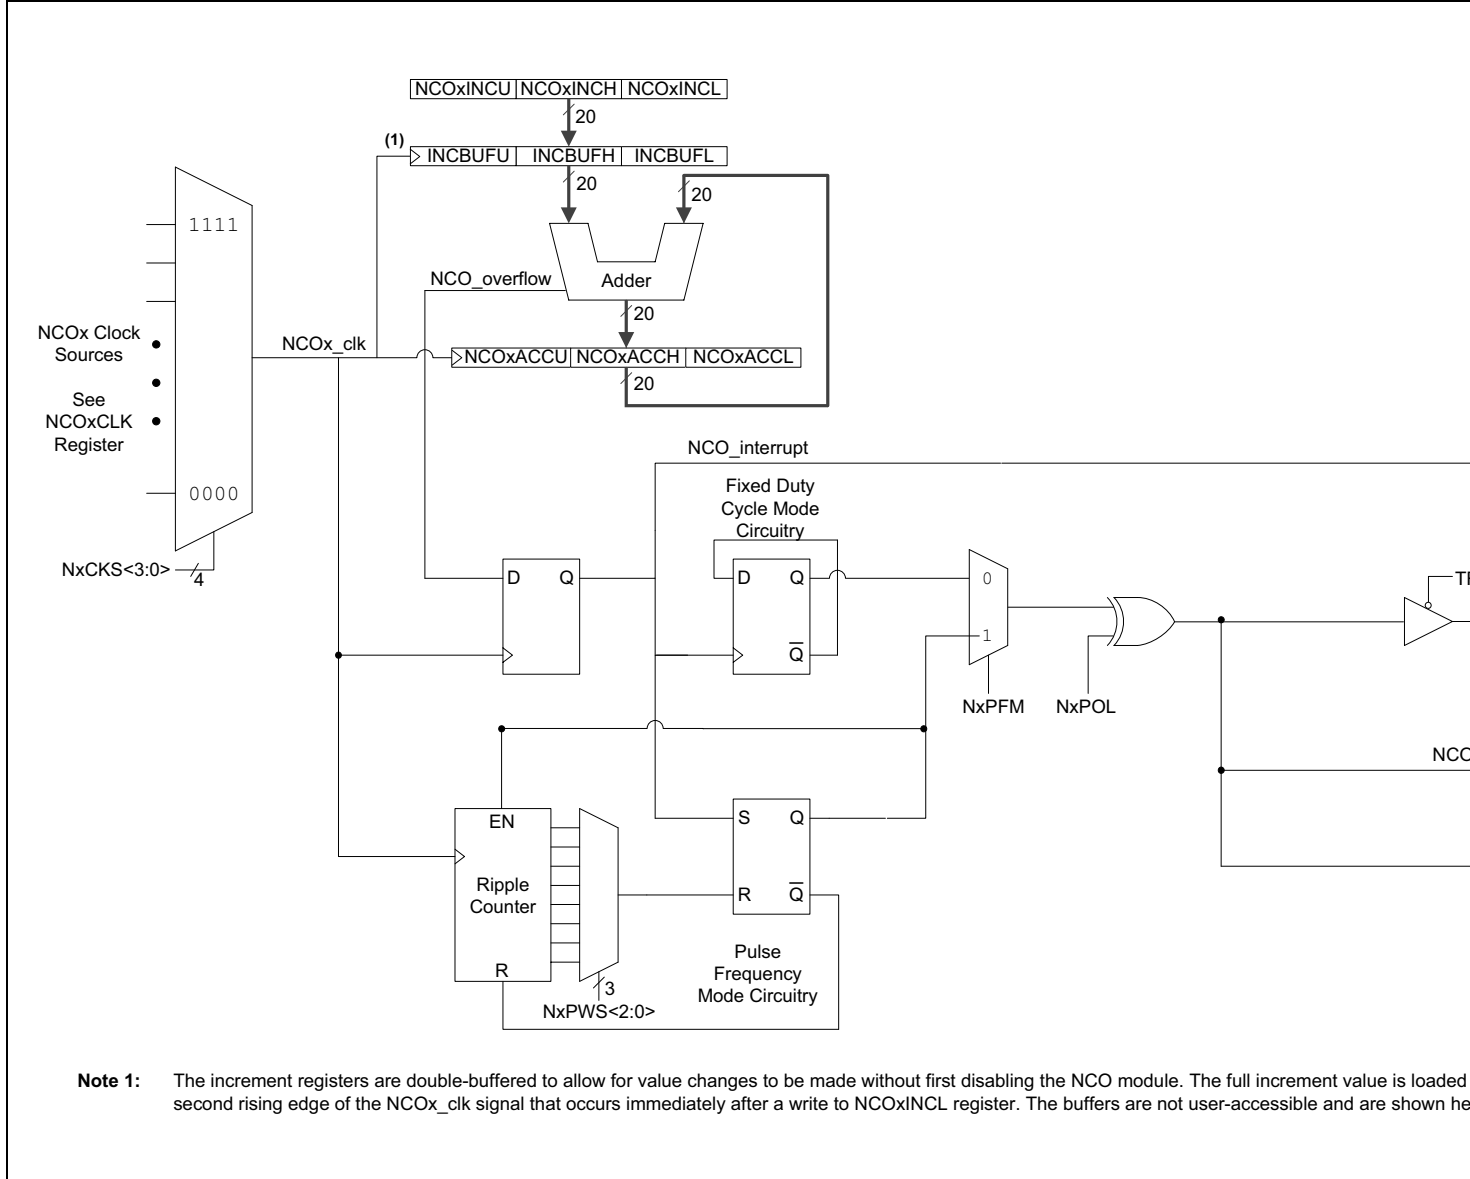 NCOxINCU NCOxINCH NCOxINCL
20
(1)
INCBUFU INCBUFH INCBUFL
20
20
1111
Adder
NCO_overflow
20
NCOx Clock
Sources
NCOx_clk
NCOxACCU NCOxACCH NCOxACCL
20
See
NCOxCLK
Register
0000
NCO_interrupt
Fixed Duty
Cycle Mode
Circuitry
NxCKS<3:0>
4
D Q
D Q
Q
0
1
NxPFM
NxPOL
NCO
EN
Ripple
Counter
R
S Q
R Q
3
NxPWS<2:0>
Pulse
Frequency
Mode Circuitry
Note 1: The increment registers are double-buffered to allow for value changes to be made without first disabling the NCO module. The full increment value is loaded
second rising edge of the NCOx_clk signal that occurs immediately after a write to NCOxINCL register. The buffers are not user-accessible and are shown